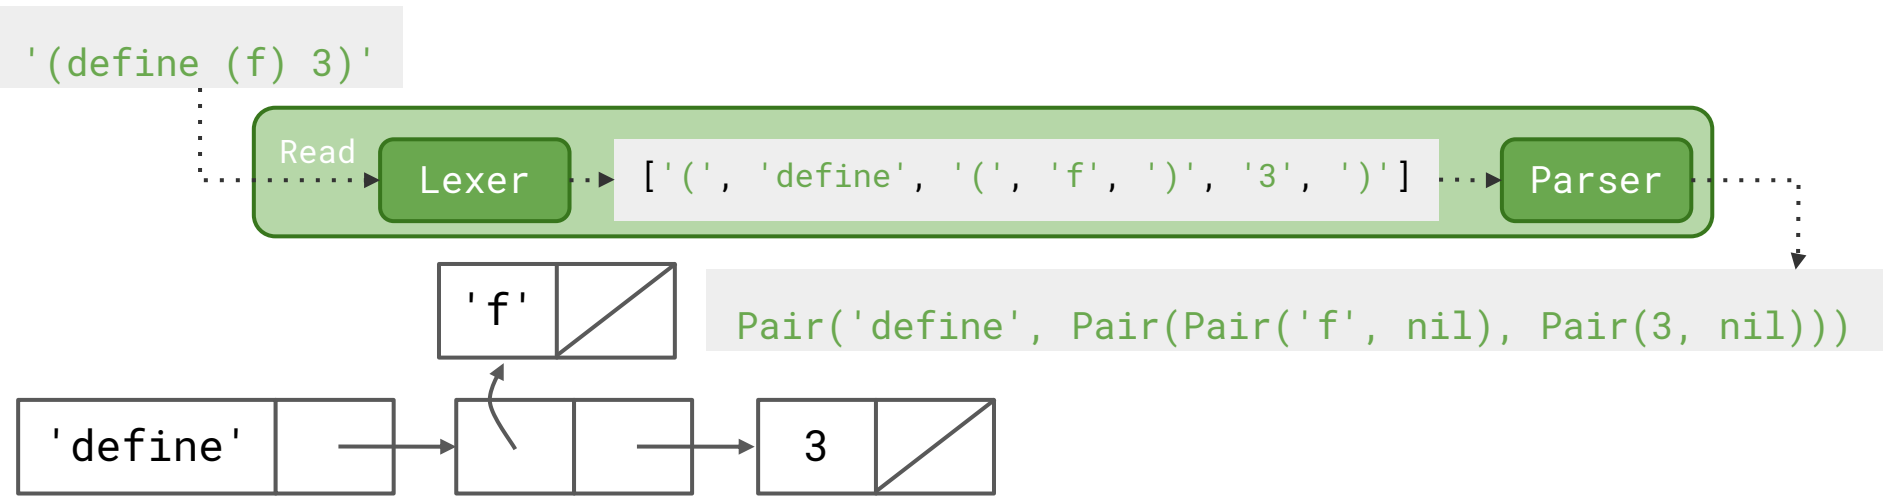 '(define (f) 3)'
Read
Lexer
['(', 'define', '(', 'f', ')', '3', ')']
Parser
'f'
Pair('define', Pair(Pair('f', nil), Pair(3, nil)))
'define'
3